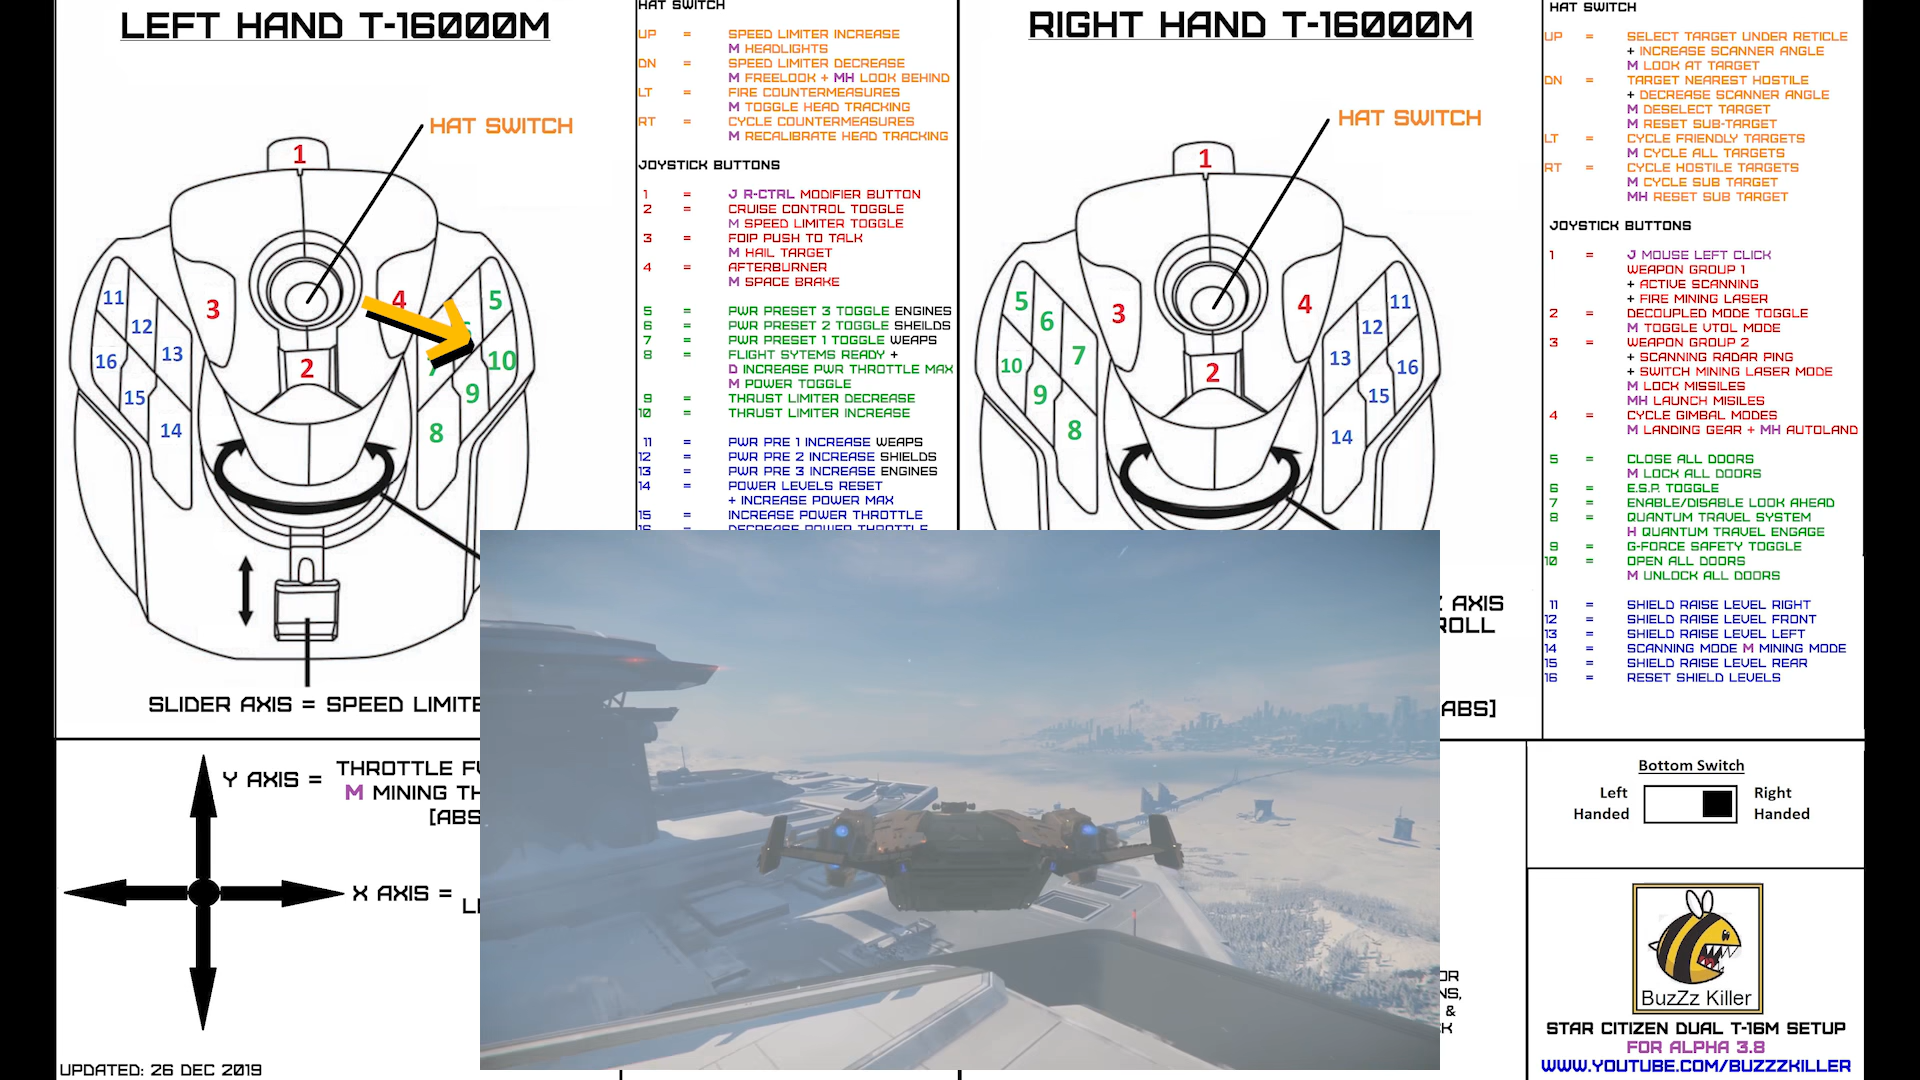 LEFT HAND T-16000M
HAT SWITCH
1
11
12
3
4
5
6
16
13
2
7
10
15
9
14
8
SLIDER AXIS = SPEED LIMITE
Y AXIS =
THROTTLE
M MINING
[ABS
X AXIS =
UPDATED: 26 DEC 2019
HAT SWITCH
UP = SPEED LIMITER INCREASE
M HEADLIGHTS
DN = SPEED LIMITER DECREASE
M FREELOOK + MH LOOK BEHIND
LT = FIRE COUNTERMEASURES
M TOGGLE HEAD TRACKING
RT = CYCLE COUNTERMEASURES
M RECALIBRATE HEAD TRACKING
JOYSTICK BUTTONS
1 = J R-CTRL MODIFIER BUTTON
2 = CRUISE CONTROL TOGGLE
M SPEED LIMITER TOGGLE
3 = FOIP PUSH TO TALK
M HAIL TARGET
4 = AFTERBURNER
M SPACE BRAKE
5 = PWR PRESET 3 TOGGLE ENGINES
6 = PWR PRESET 2 TOGGLE SHEILDS
7 = PWR PRESET 1 TOGGLE WEAPS
8 = FLIGHT SYTEMS READY +
D INCREASE PWR THROTTLE MAX
M POWER TOGGLE
9 = THRUST LIMITER DECREASE
10 = THRUST LIMITER INCREASE
11 = PWR PRE 1 INCREASE WEAPS
12 = PWR PRE 2 INCREASE SHIELDS
13 = PWR PRE 3 INCREASE ENGINES
14 = POWER LEVELS RESET
+ INCREASE POWER MAX
15 = INCREASE POWER THROTTLE
16 = DECREASE POWER THROTTLE
RIGHT HAND T-16000M
HAT SWITCH
1
5
6
3
4
11
12
10
7
2
13
16
9
15
8
14
AXIS
ROLL
ABS]
HAT SWITCH
UP = SELECT TARGET UNDER RETICLE
+ INCREASE SCANNER ANGLE
M LOOK AT TARGET
DN = TARGET NEAREST HOSTILE
+ DECREASE SCANNER ANGLE
M DESELECT TARGET
M RESET SUB-TARGET
LT = CYCLE FRIENDLY TARGETS
M CYCLE ALL TARGETS
RT = CYCLE HOSTILE TARGETS
M CYCLE SUB TARGET
MH RESET SUB TARGET
JOYSTICK BUTTONS
1 = J MOUSE LEFT CLICK
WEAPON GROUP 1
+ ACTIVE SCANNING
+ FIRE MINING LASER
2 = DECOUPLED MODE TOGGLE
M TOGGLE VTOL MODE
3 = WEAPON GROUP 2
+ SCANNING RADAR PING
+ SWITCH MINING LASER MODE
M LOCK MISSILES
MH LAUNCH MISILES
4 = CYCLE GIMBAL MODES
M LANDING GEAR + MH AUTOLAND
5 = CLOSE ALL DOORS
M LOCK ALL DOORS
6 = E.S.P. TOGGLE
7 = ENABLE/DISABLE LOOK AHEAD
8 = QUANTUM TRAVEL SYSTEM
H QUANTUM TRAVEL ENGAGE
9 = G-FORCE SAFETY TOGGLE
10 = OPEN ALL DOORS
M UNLOCK ALL DOORS
11 = SHIELD RAISE LEVEL RIGHT
12 = SHIELD RAISE LEVEL FRONT
13 = SHIELD RAISE LEVEL LEFT
14 = SCANNING MODE M MINING MODE
15 = SHIELD RAISE LEVEL REAR
16 = RESET SHIELD LEVELS
Bottom Switch
Left Handed
Right Handed
BuzZz Killer
STAR CITIZEN DUAL T-16M SETUP
FOR ALPHA 3.8
WWW.YOUTUBE.COM/BUZZZKILLER